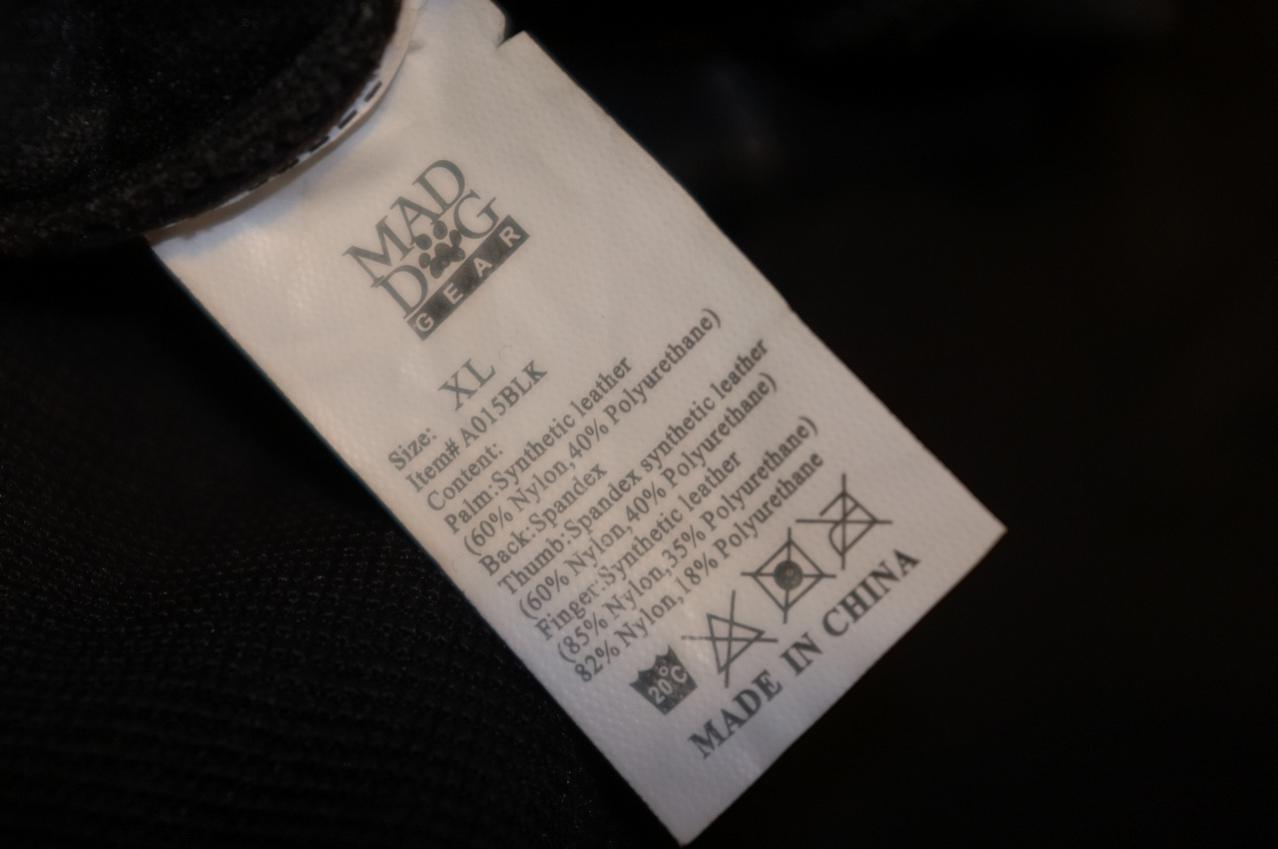 MAD
DOG
GEAR
Size: XL
Item# A015BLK
Content:
Palm:Synthetic leather
(60% Nylon,40% Polyurethane)
Back:Spandex
Thumb:Spandex synthetic leather
(60% Nylon,40% Polyurethane)
Finger:Synthetic leather
(85% Nylon,35% Polyurethane)
82% Nylon,18% Polyurethane
20°C
MADE IN CHINA